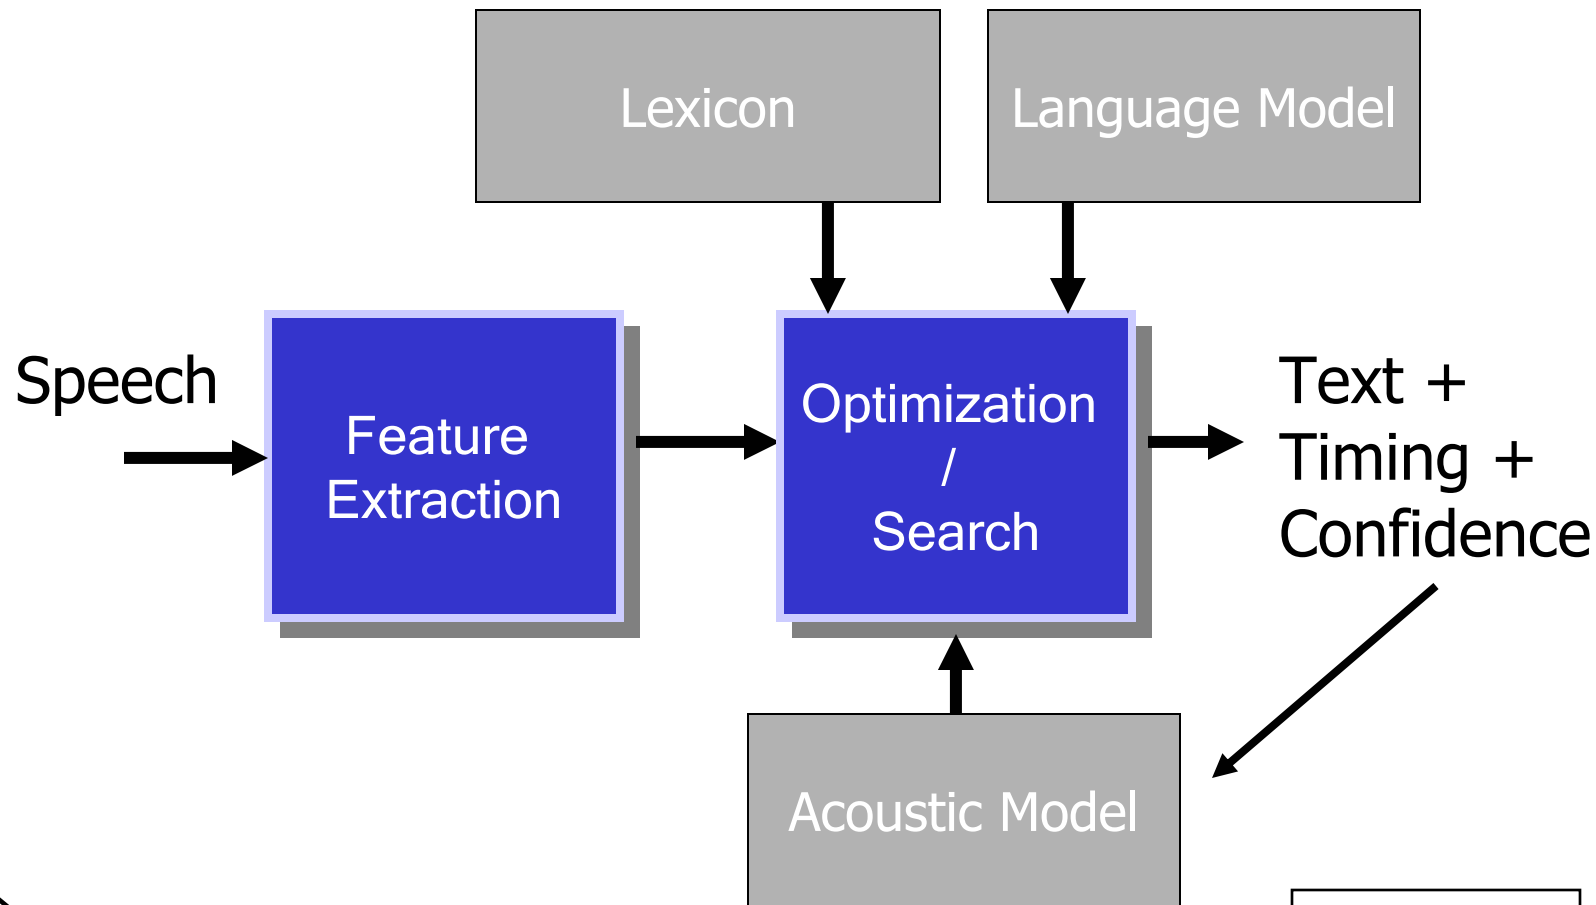 Lexicon
Language Model
Speech
Feature
Extraction
Optimization
/
Search
Text +
Timing +
Confidence
Acoustic Model